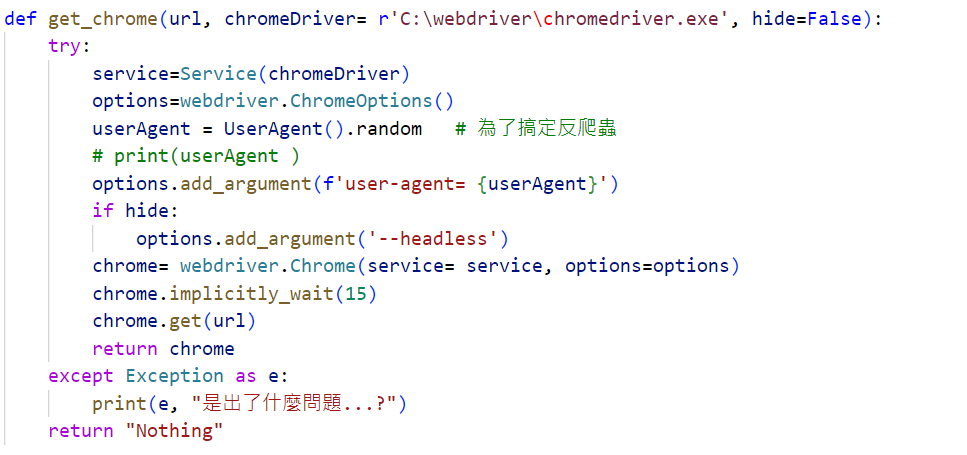 def get_chrome(url, chromeDriver= r'C:\webdriver\chromedriver.exe', hide=False):
    try:
        service=Service(chromeDriver)
        options=webdriver.ChromeOptions()
        userAgent = UserAgent().random   # 為了搞定反爬蟲
        # print(userAgent )
        options.add_argument(f'user-agent= {userAgent}')
        if hide:
            options.add_argument('--headless')
        chrome= webdriver.Chrome(service= service, options=options)
        chrome.implicitly_wait(15)
        chrome.get(url)
        return chrome
    except Exception as e:
        print(e, "是出了什麼問題...?")
    return "Nothing"